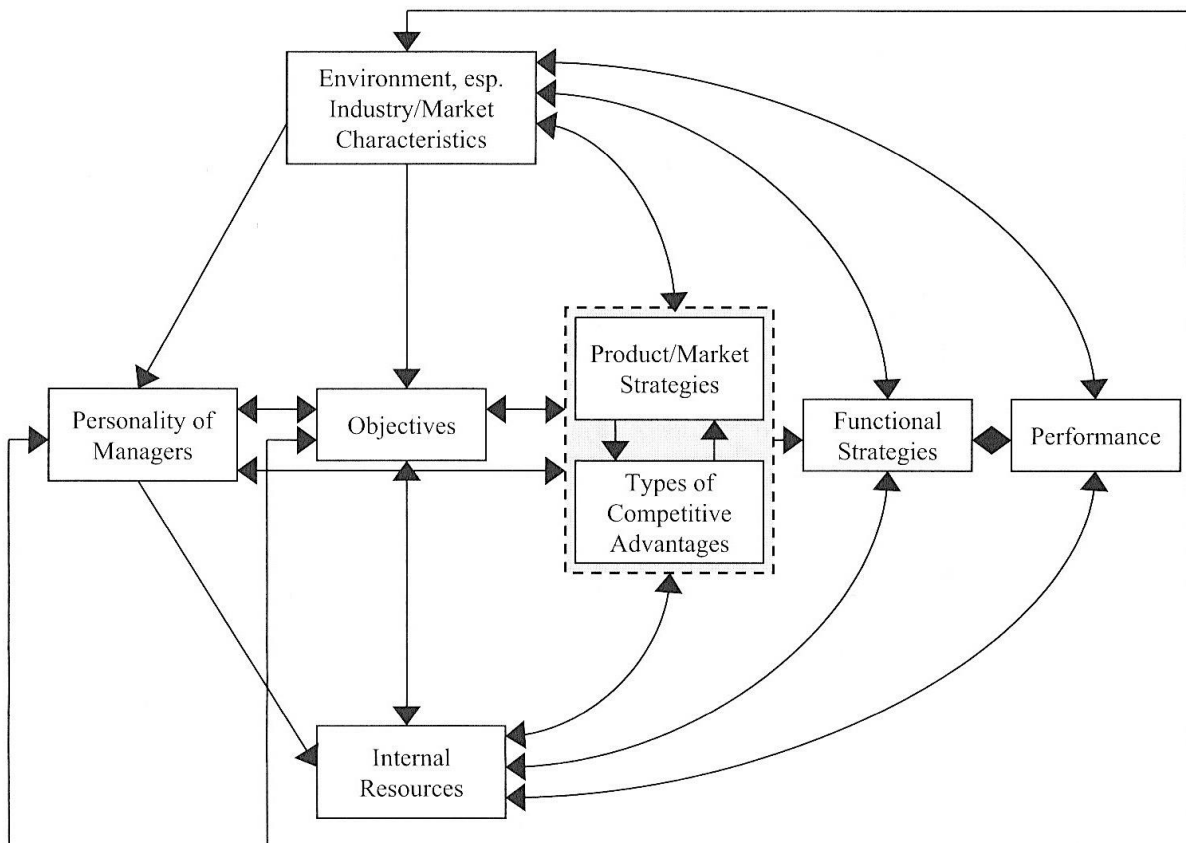 Environment, esp.
Industry/Market
Characteristics
Product/Market
Strategies
Personality of
Managers
Objectives
Functional
Strategies
Performance
Types of
Competitive
Advantages
Internal
Resources